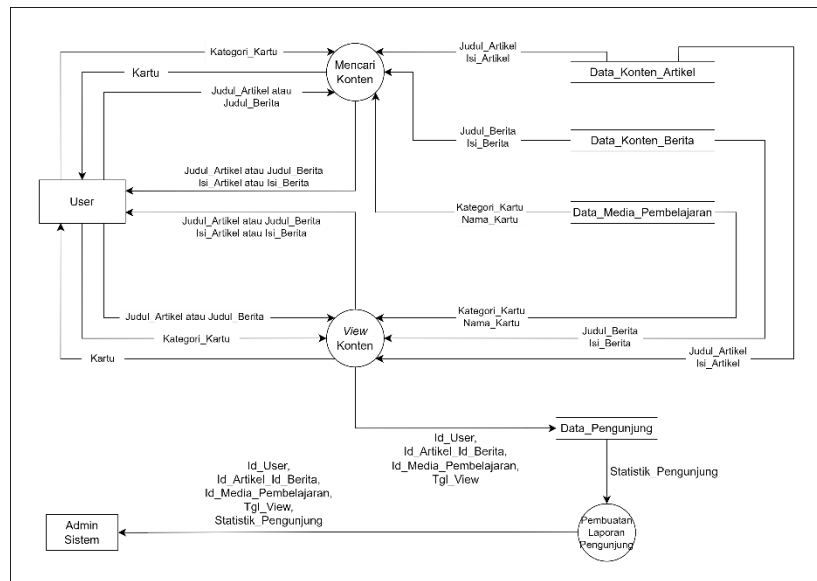 Kategori_Kartu
Kartu
Judul_Artikel atau
Judul_Berita
Mencari
Konten
Judul_Artikel
Isi_Artikel
Data_Konten_Artikel
Judul_Berita
Isi_Berita
Data_Konten_Berita
Judul_Artikel atau Judul_Berita
Isi_Artikel atau Isi_Berita
User
Judul_Artikel atau Judul_Berita
Isi_Artikel atau Isi_Berita
Kategori_Kartu
Nama_Kartu
Data_Media_Pembelajaran
Judul_Artikel atau Judul_Berita
Kategori_Kartu
Kartu
View
Konten
Kategori_Kartu
Nama_Kartu
Judul_Berita
Isi_Berita
Judul_Artikel
Isi_Artikel
Id_User,
Id_Artikel_Id_Berita,
Id_Media_Pembelajaran,
Tgl_View
Data_Pengunjung
Statistik_Pengunjung
Id_User,
Id_Artikel_Id_Berita,
Id_Media_Pembelajaran,
Tgl_View,
Statistik_Pengunjung
Admin
Sistem
Pembuatan
Laporan
Pengunjung